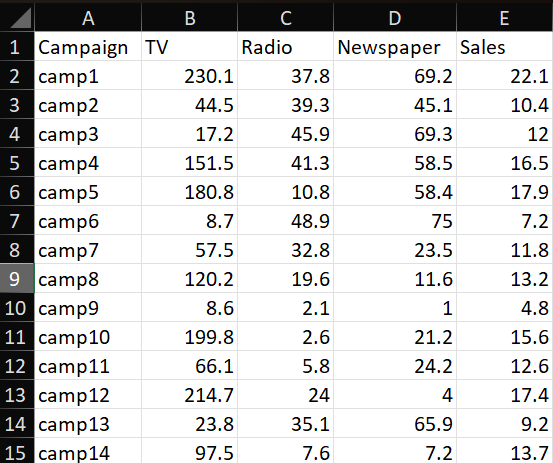 A B C D E
1 Campaign TV Radio Newspaper Sales
2 camp1 230.1 37.8 69.2 22.1
3 camp2 44.5 39.3 45.1 10.4
4 camp3 17.2 45.9 69.3 12
5 camp4 151.5 41.3 58.5 16.5
6 camp5 180.8 10.8 58.4 17.9
7 camp6 8.7 48.9 75 7.2
8 camp7 57.5 32.8 23.5 11.8
9 camp8 120.2 19.6 11.6 13.2
10 camp9 8.6 2.1 1 4.8
11 camp10 199.8 2.6 21.2 15.6
12 camp11 66.1 5.8 24.2 12.6
13 camp12 214.7 24 4 17.4
14 camp13 23.8 35.1 65.9 9.2
15 camp14 97.5 7.6 7.2 13.7